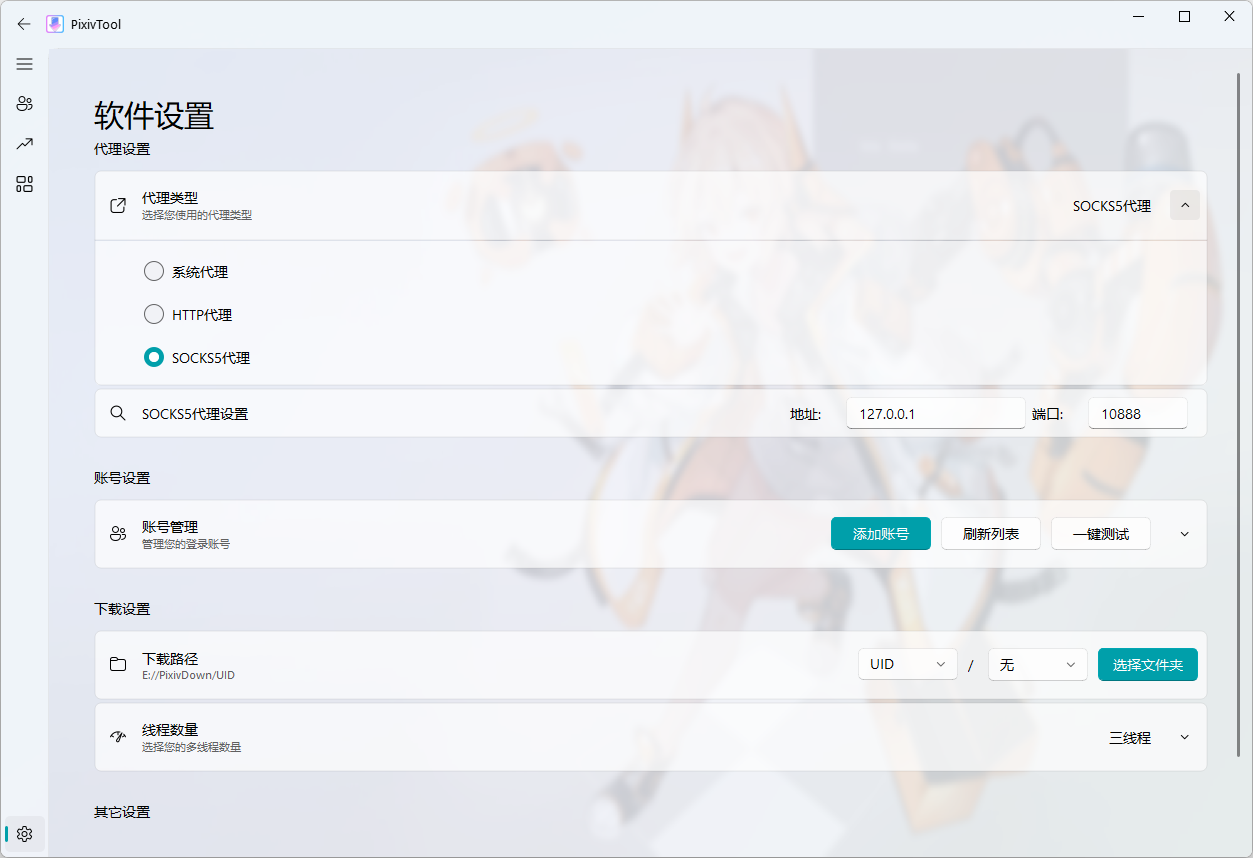 PixivTool
软件设置
代理设置
代理类型
选择您使用的代理类型
SOCKS5代理
系统代理
HTTP代理
SOCKS5代理
SOCKS5代理设置
地址:
127.0.0.1
端口:
10888
账号设置
账号管理
管理您的登录账号
添加账号
刷新列表
一键测试
下载设置
下载路径
E://PixivDown/UID
UID
/
无
选择文件夹
线程数量
选择您的多线程数量
三线程
其它设置